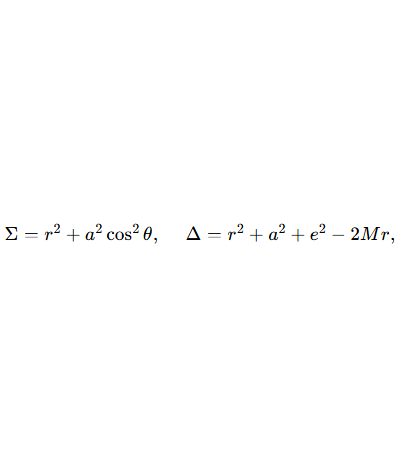 Σ = r² + a² cos² θ,  Δ = r² + a² + e² − 2Mr,